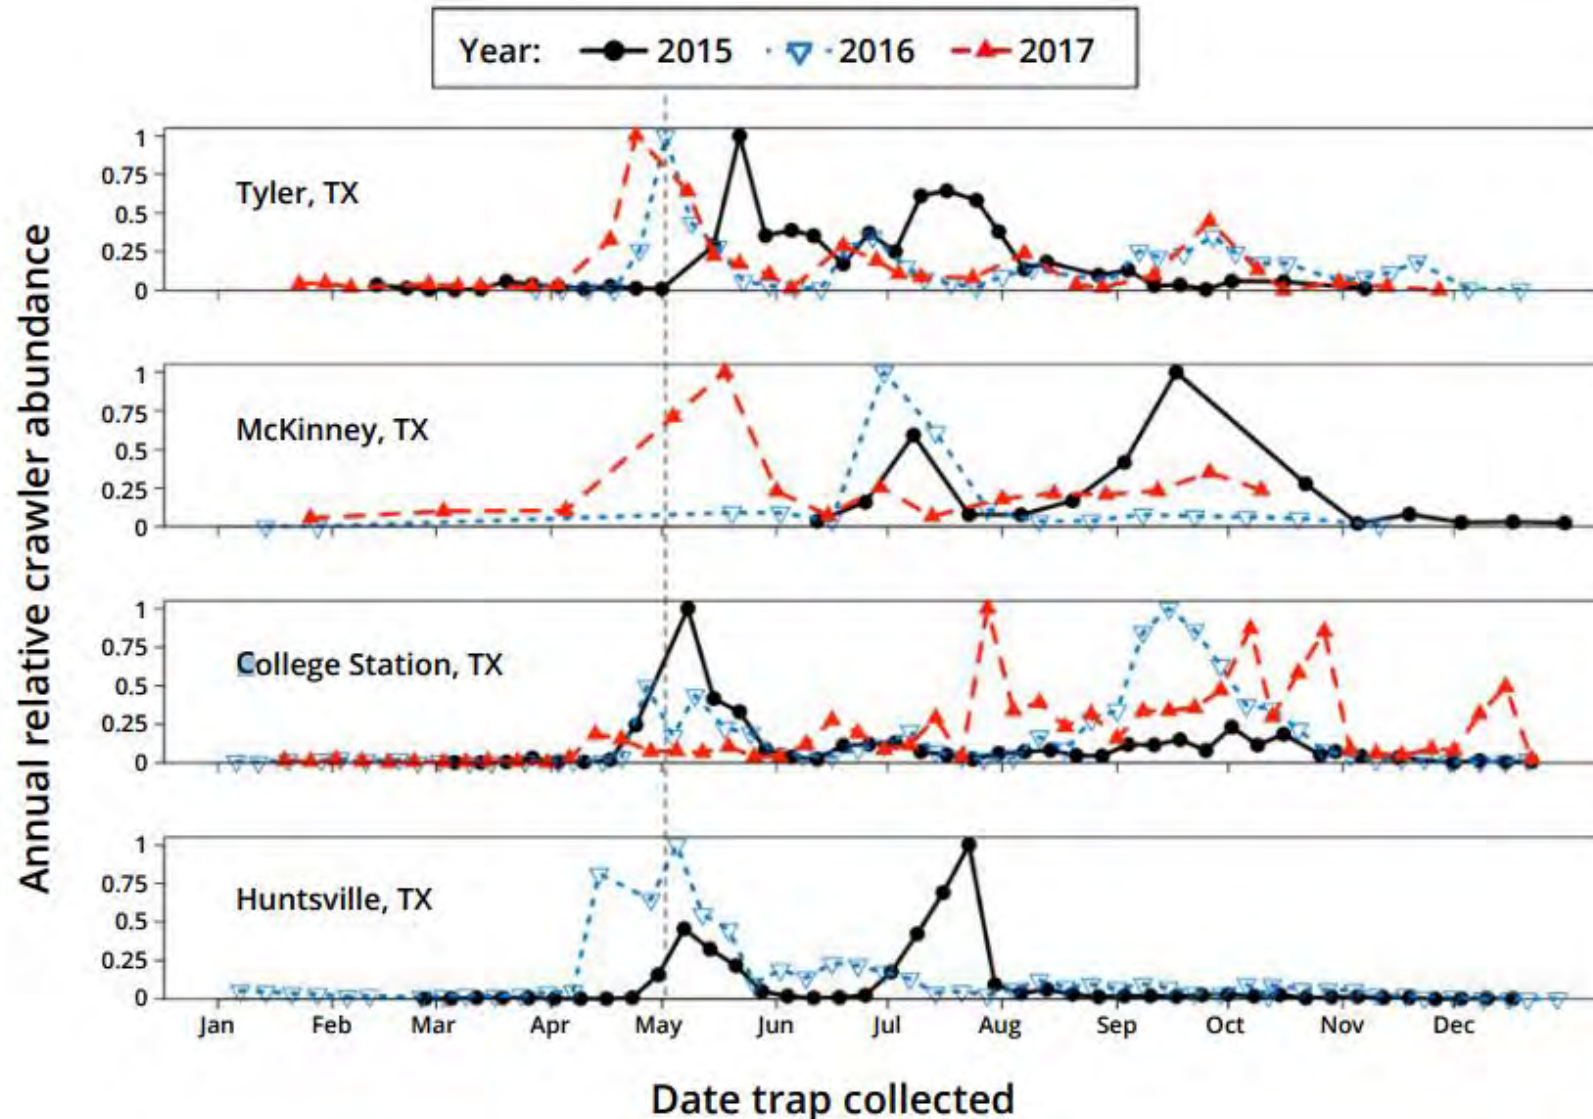 Year: 2015 2016 2017
1
0.75
0.5
0.25
0
Tyler, TX
1
0.75
0.5
0.25
0
McKinney, TX
1
0.75
0.5
0.25
0
College Station, TX
1
0.75
0.5
0.25
0
Huntsville, TX
Annual relative crawler abundance
Jan Feb Mar Apr May Jun Jul Aug Sep Oct Nov Dec
Date trap collected